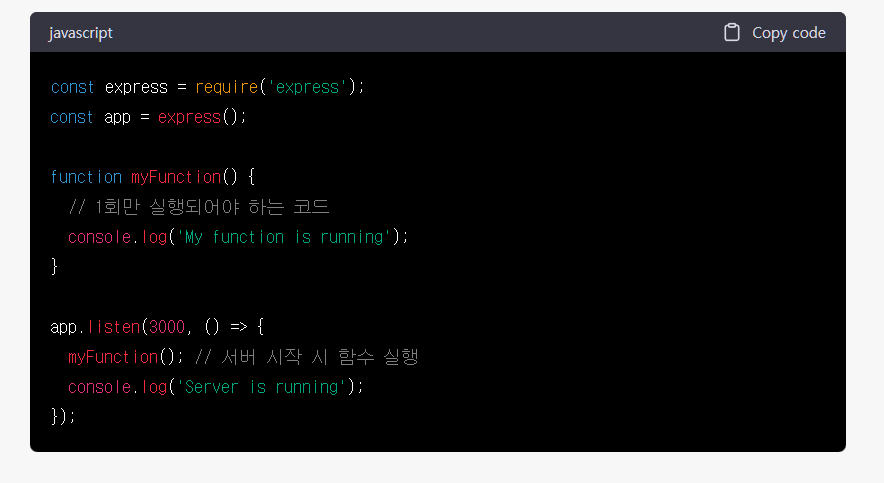 javascript
Copy code
const express = require('express');
const app = express();
function myFunction() {
// 1회만 실행되어야 하는 코드
console.log('My function is running');
}
app.listen(3000, () => {
myFunction(); // 서버 시작 시 함수 실행
console.log('Server is running');
});